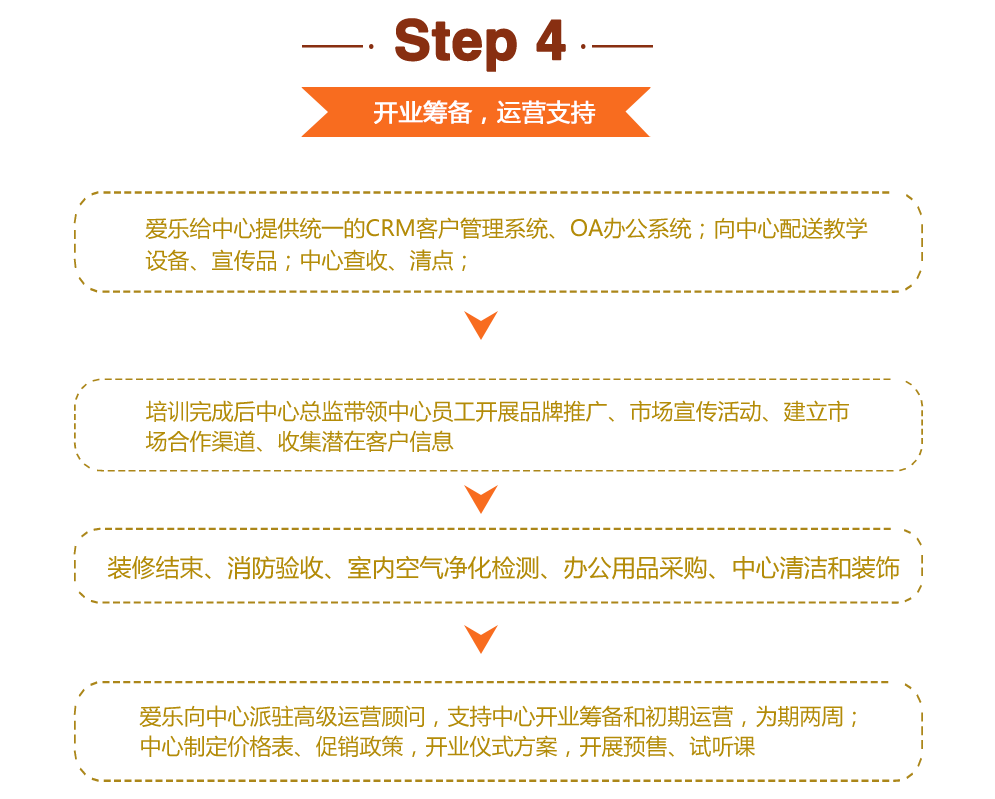 Step 4
开业筹备，运营支持
爱乐给中心提供统一的CRM客户管理系统、OA办公系统；向中心配送教学
设备、宣传品；中心查收、清点；
培训完成后中心总监带领中心员工开展品牌推广、市场宣传活动、建立市
场合作渠道、收集潜在客户信息
装修结束、消防验收、室内空气净化检测、办公用品采购、中心清洁和装饰
爱乐向中心派驻高级运营顾问，支持中心开业筹备和初期运营，为期两周；
中心制定价格表、促销政策，开业仪式方案，开展预售、试听课